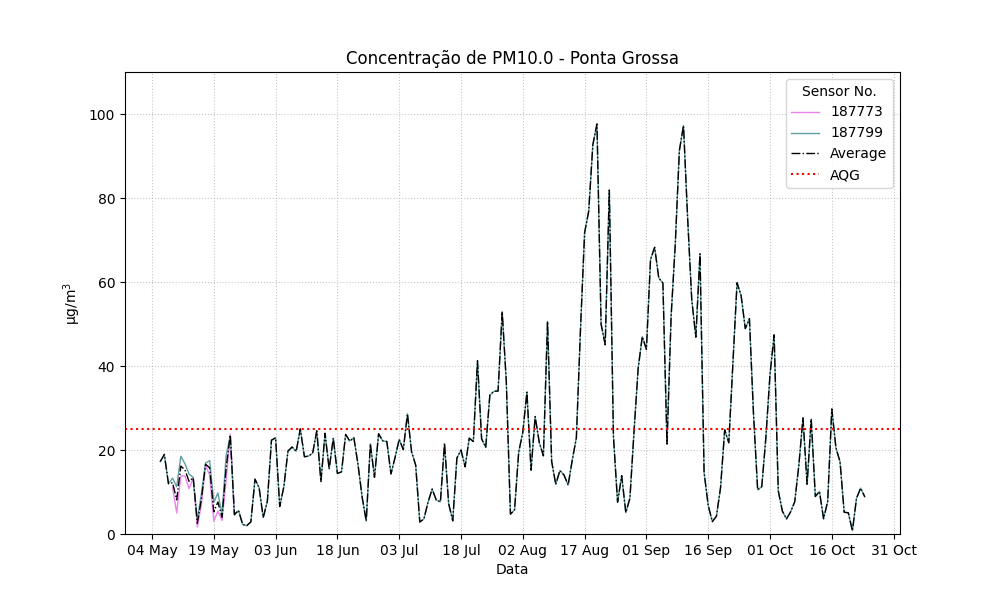 Concentração de PM10.0 - Ponta Grossa
Sensor No.
187773
187799
Average
AQG
100
80
60
40
20
0
µg/m³
04 May 19 May 03 Jun 18 Jun 03 Jul 18 Jul 02 Aug 17 Aug 01 Sep 16 Sep 01 Oct 16 Oct 31 Oct
Data